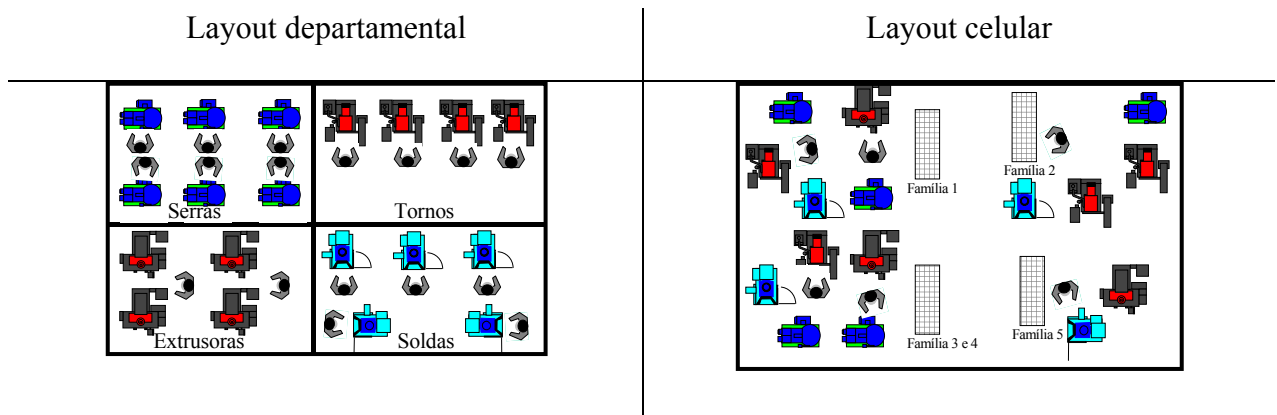 Layout departamental
Layout celular
Serras
Tornos
Extrusoras
Soldas
Família 1
Família 2
Família 3 e 4
Família 5